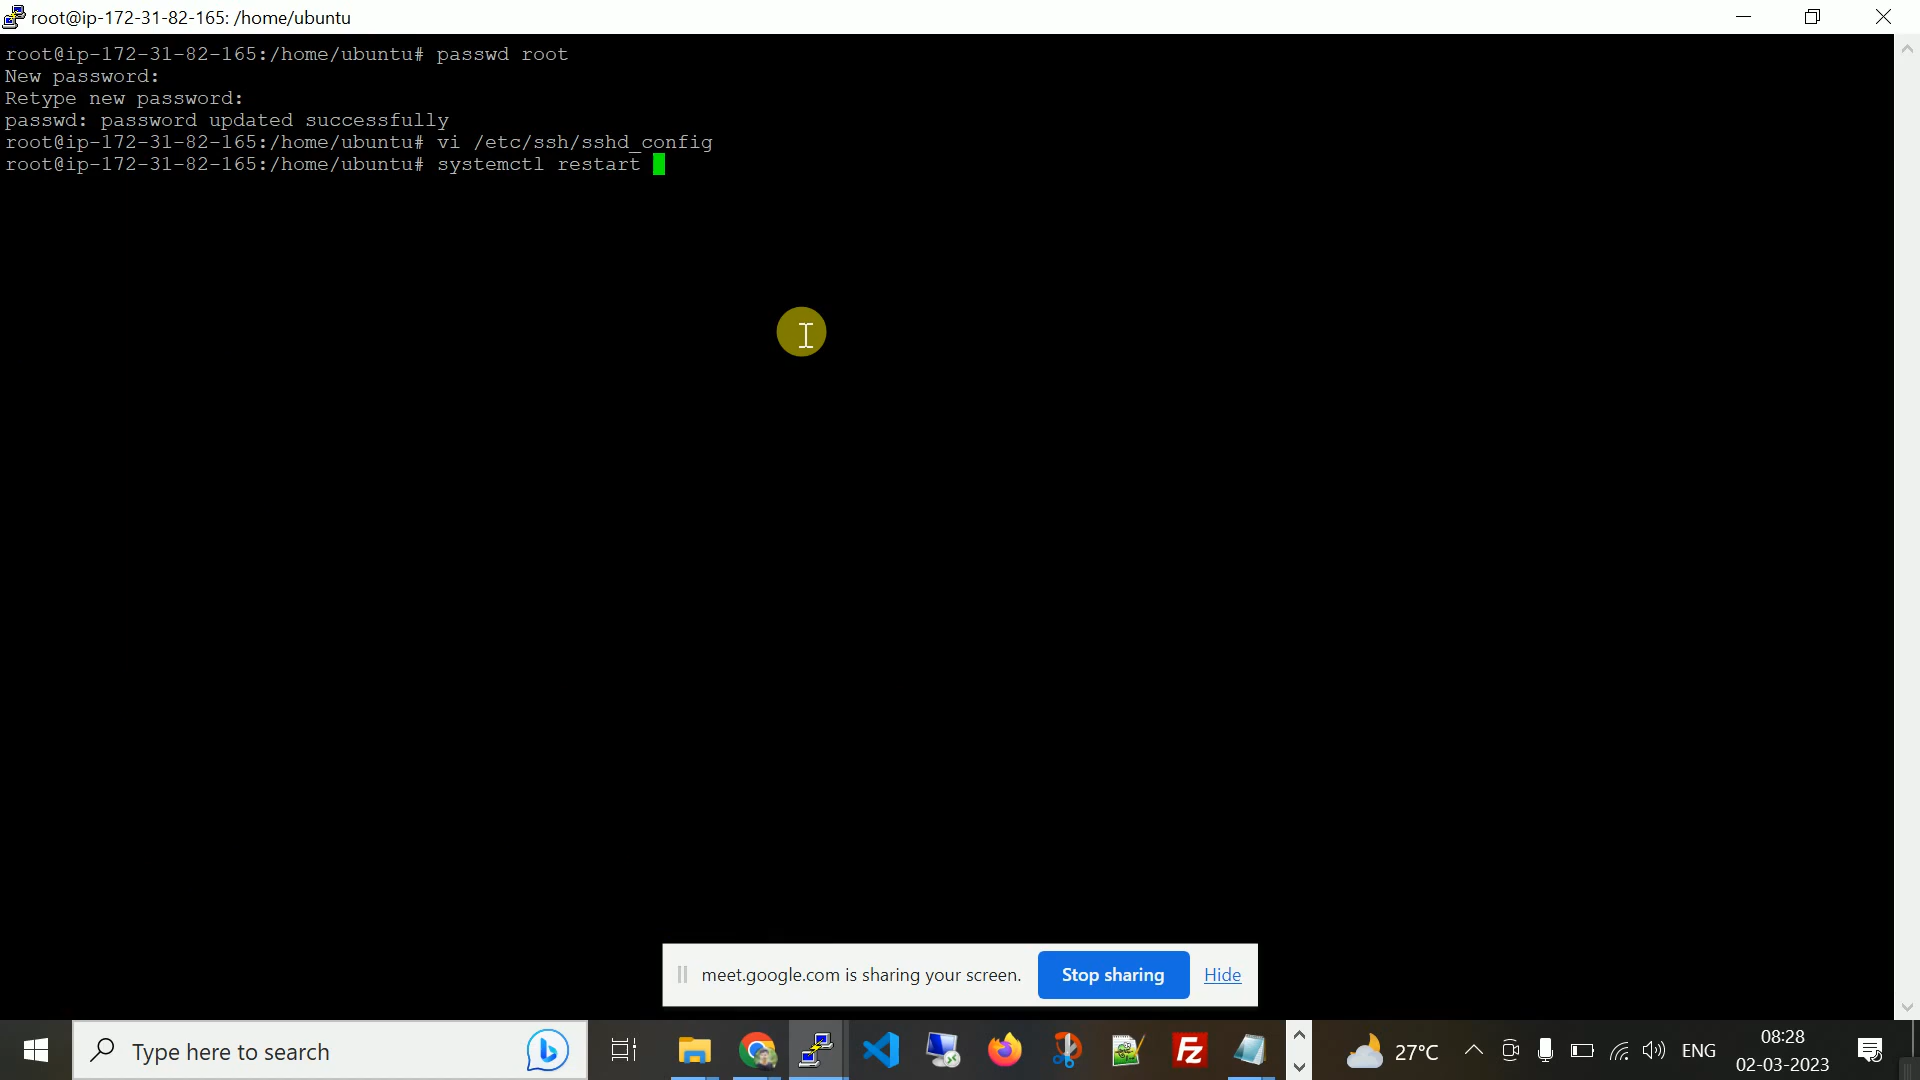 root@ip-172-31-82-165: /home/ubuntu
root@ip-172-31-82-165:/home/ubuntu# passwd root
New password:
Retype new password:
passwd: password updated successfully
root@ip-172-31-82-165:/home/ubuntu# vi /etc/ssh/sshd_config
root@ip-172-31-82-165:/home/ubuntu# systemctl restart
meet.google.com is sharing your screen.
Stop sharing
Hide
Type here to search
27°C
ENG
08:28
02-03-2023